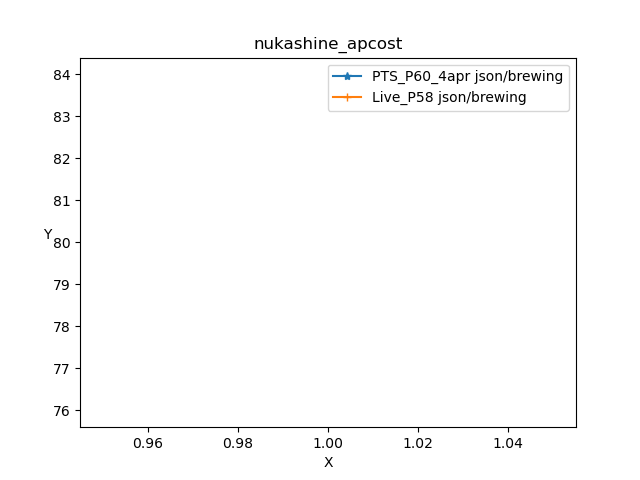 nukashine_apcost
PTS_P60_4apr json/brewing
Live_P58 json/brewing
84
83
82
81
80
79
78
77
76
Y
0.96 0.98 1.00 1.02 1.04
X